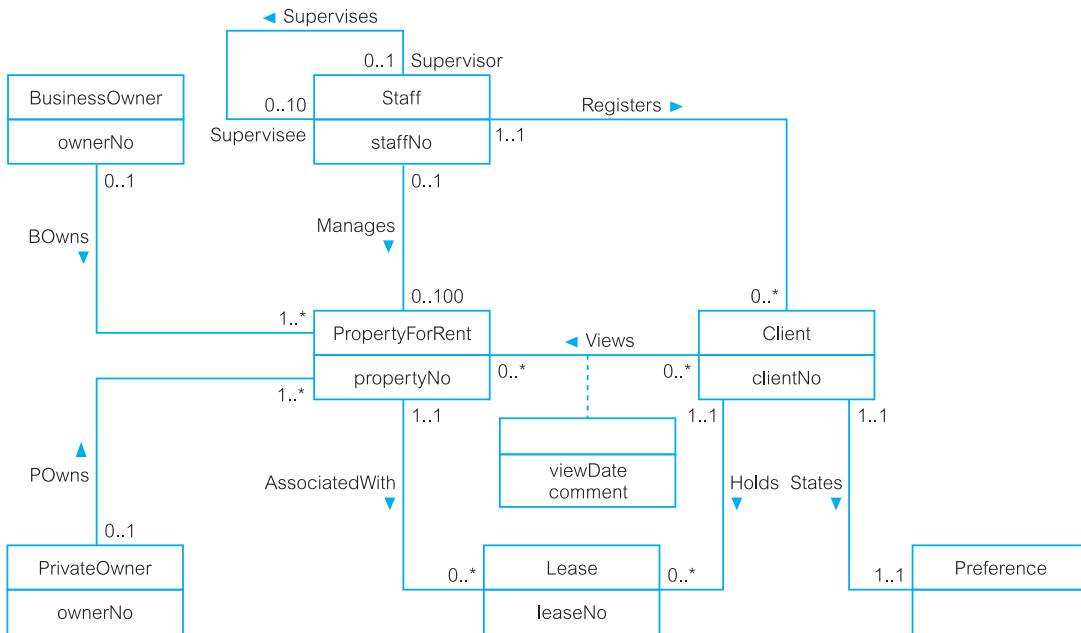 Supervises
0..1
Supervisor
BusinessOwner
ownerNo
0..10
Supervisee
Staff
staffNo
Registers
1..1
0..1
0..1
BOwns
Manages
0..100
0..*
1..*
PropertyForRent
propertyNo
Views
0..*
0..*
Client
clientNo
1..*
1..1
1..1
1..1
viewDate
comment
POwns
AssociatedWith
Holds
States
0..1
PrivateOwner
ownerNo
0..*
Lease
leaseNo
0..*
1..1
Preference